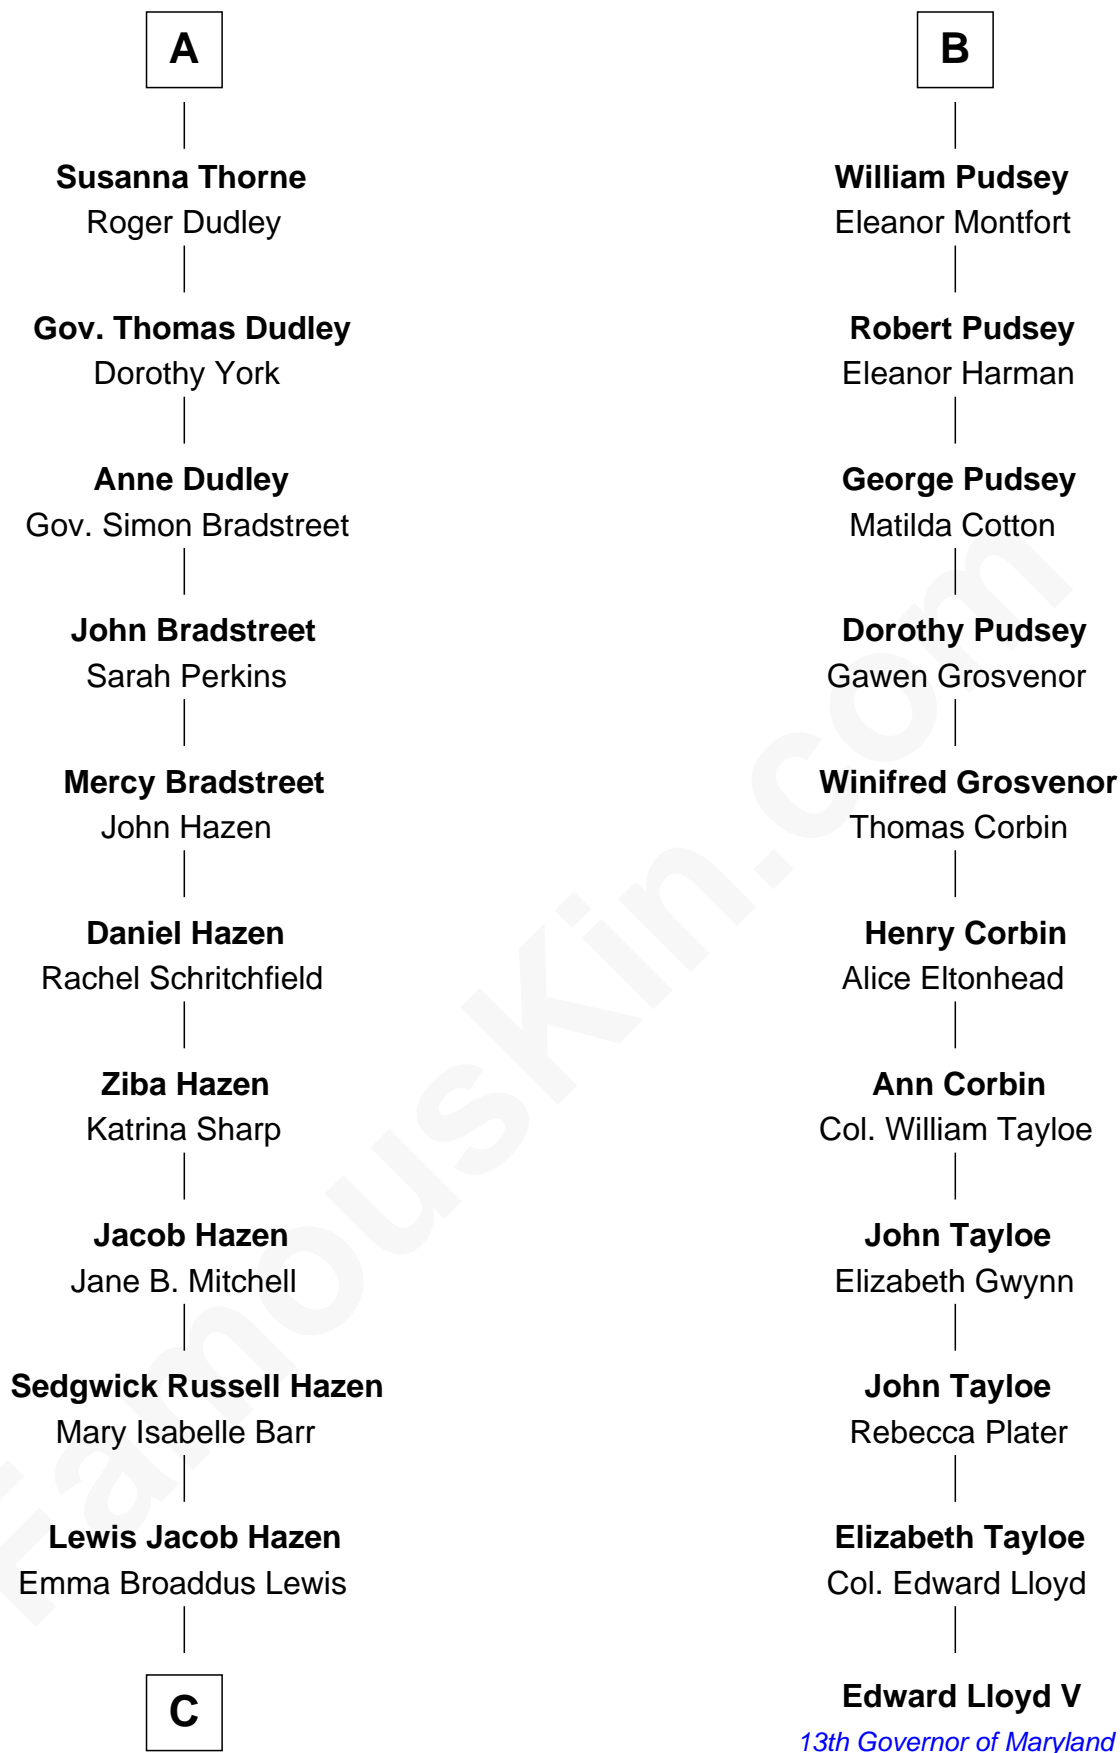 A
Susanna Thorne
Roger Dudley
Gov. Thomas Dudley
Dorothy York
Anne Dudley
Gov. Simon Bradstreet
John Bradstreet
Sarah Perkins
Mercy Bradstreet
John Hazen
Daniel Hazen
Rachel Schritchfield
Ziba Hazen
Katrina Sharp
Jacob Hazen
Jane B. Mitchell
Sedgwick Russell Hazen
Mary Isabelle Barr
Lewis Jacob Hazen
Emma Broaddus Lewis
C
B
William Pudsey
Eleanor Montfort
Robert Pudsey
Eleanor Harman
George Pudsey
Matilda Cotton
Dorothy Pudsey
Gawen Grosvenor
Winifred Grosvenor
Thomas Corbin
Henry Corbin
Alice Eltonhead
Ann Corbin
Col. William Tayloe
John Tayloe
Elizabeth Gwynn
John Tayloe
Rebecca Plater
Elizabeth Tayloe
Col. Edward Lloyd
Edward Lloyd V
13th Governor of Maryland
FamousKin.com